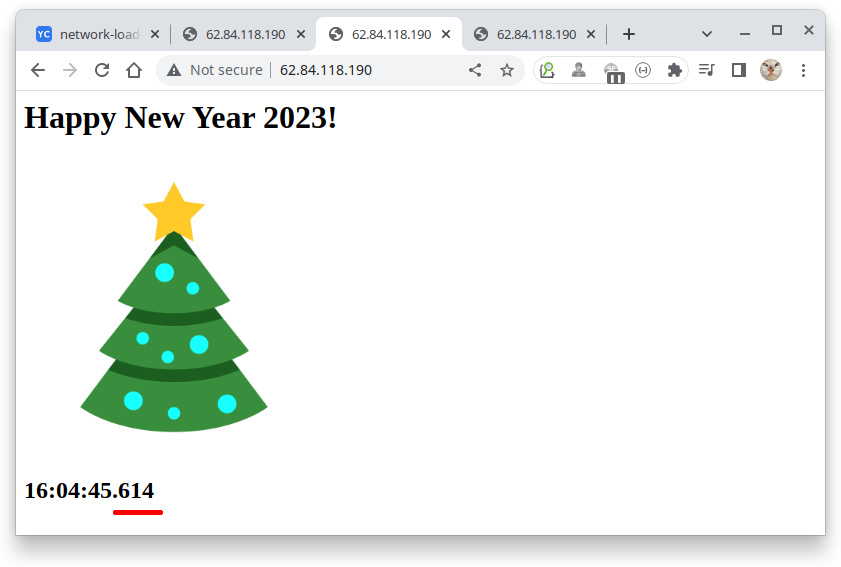 YC network-load 62.84.118.190 62.84.118.190 62.84.118.190
Not secure 62.84.118.190
Happy New Year 2023!
16:04:45.614